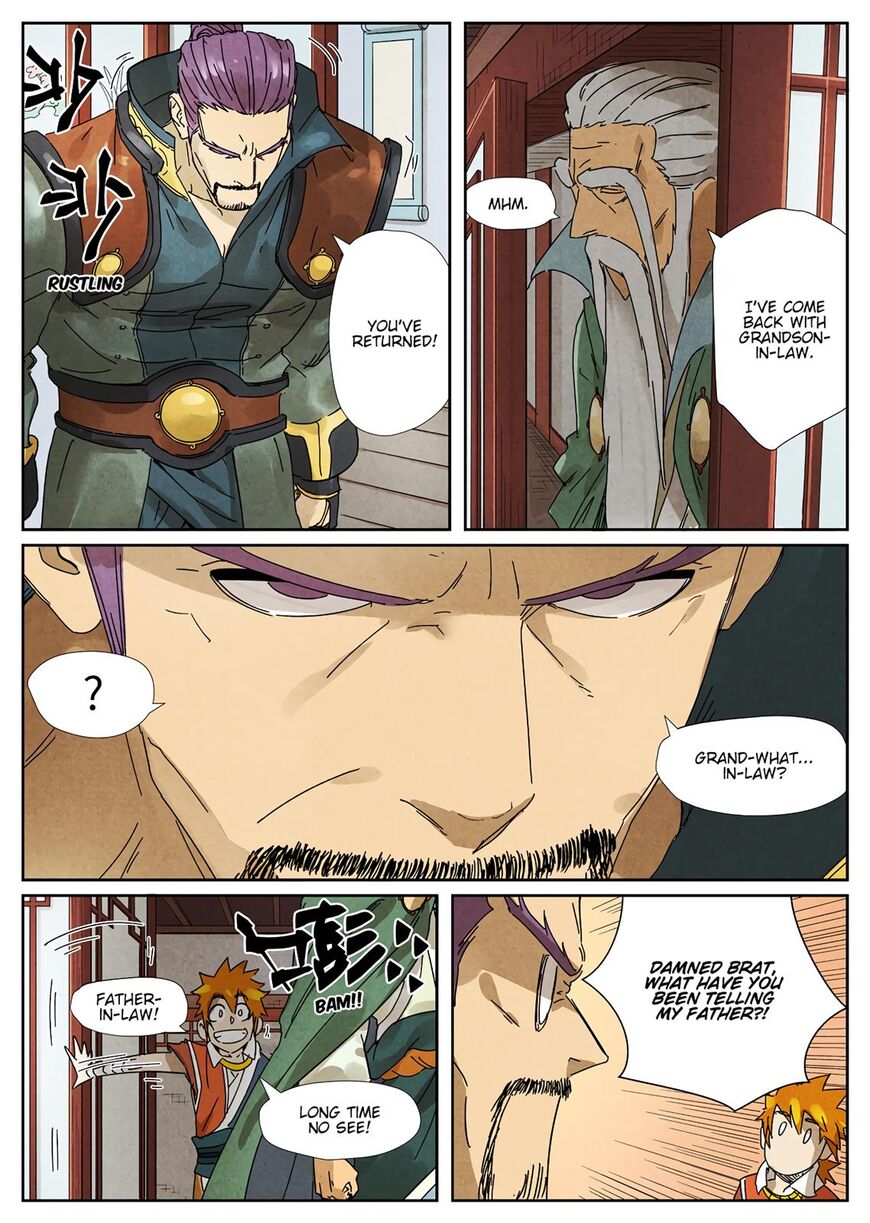 RUSTLING
YOU'VE
RETURNED!
MHM.
I'VE COME
BACK WITH
GRANDSON-
IN-LAW.
?
GRAND-WHAT...
IN-LAW?
FATHER-
IN-LAW!
BAM!!
LONG TIME
NO SEE!
DAMNED BRAT,
WHAT HAVE YOU
BEEN TELLING
MY FATHER?!